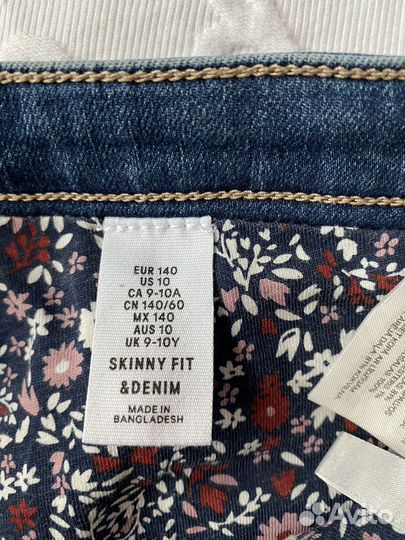 EUR 140
US 10
CA 9-10A
CN 140/60
MX 140
AUS 10
UK 9-10Y
SKINNY FIT
&DENIM
MADE IN
BANGLADESH
Avito